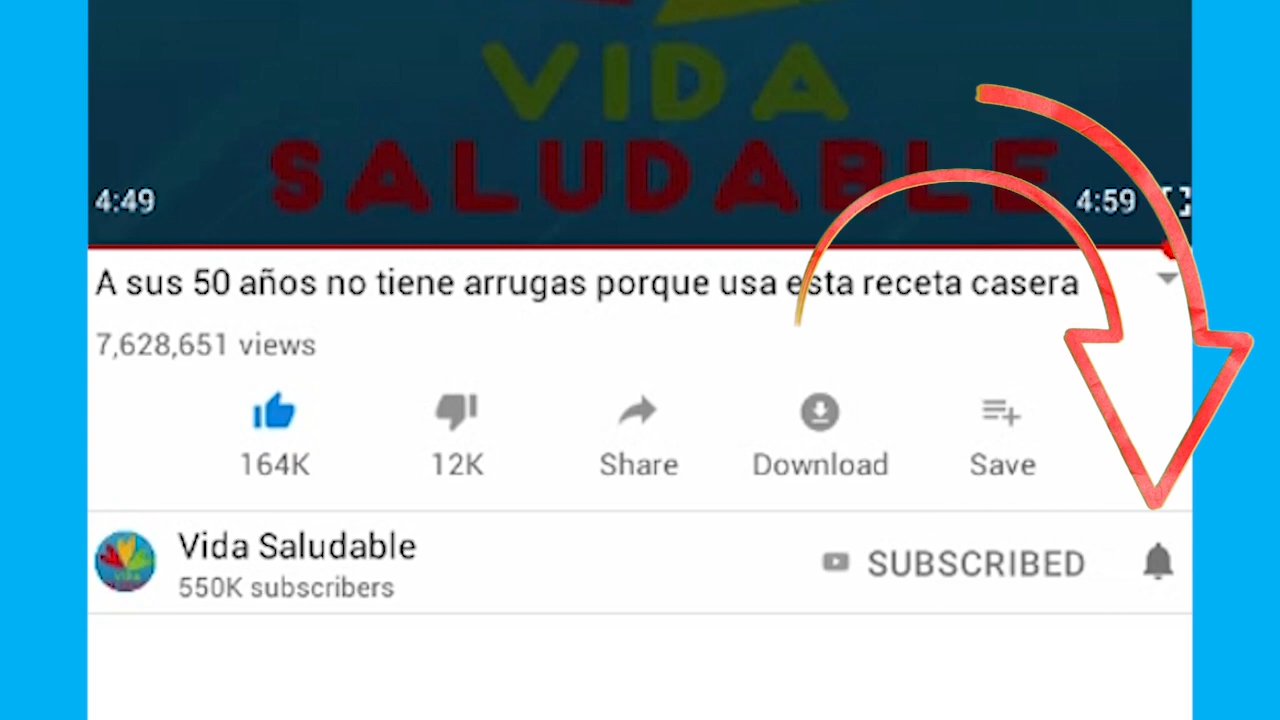 VIDA
SALUDABLE
4:49
4:59
A sus 50 años no tiene arrugas porque usa esta receta casera
7,628,651 views
164K
12K
Share
Download
Save
Vida Saludable
550K subscribers
SUBSCRIBED